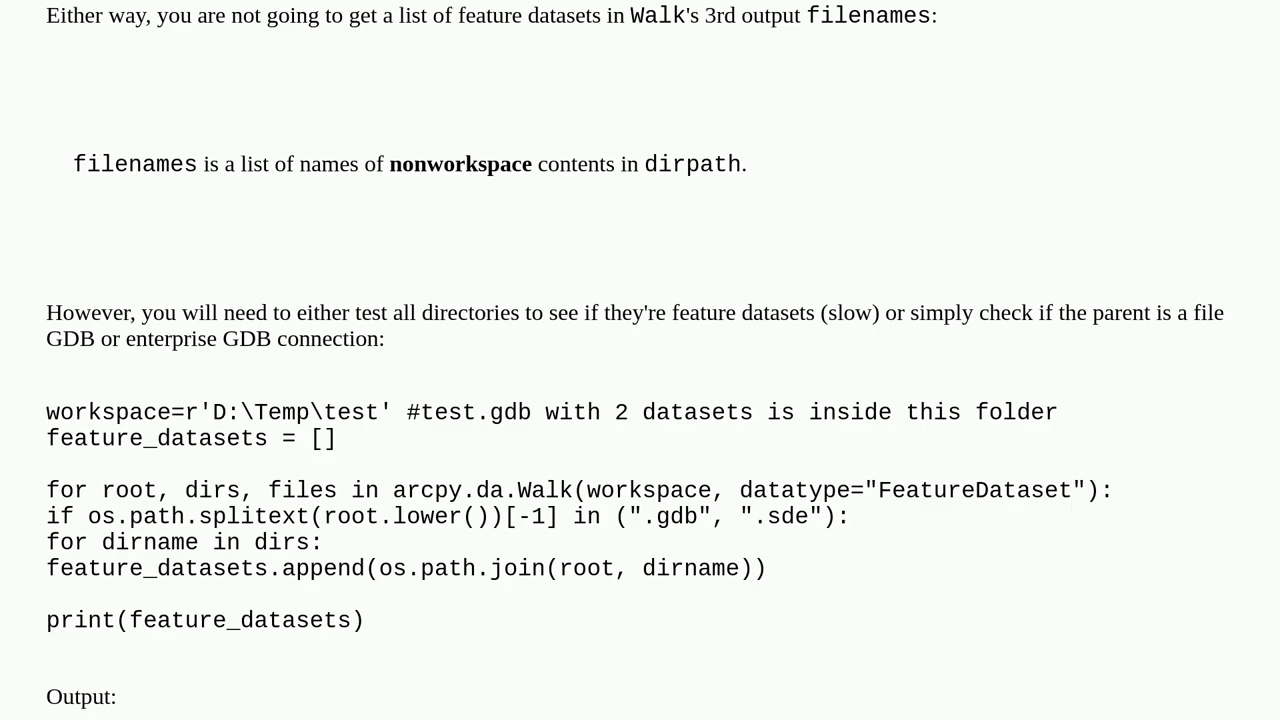 Either way, you are not going to get a list of feature datasets in Walk's 3rd output filenames:
filenames is a list of names of nonworkspace contents in dirpath.
However, you will need to either test all directories to see if they're feature datasets (slow) or simply check if the parent is a file
GDB or enterprise GDB connection:
workspace=r'D:\Temp\test' #test.gdb with 2 datasets is inside this folder
feature_datasets = []
for root, dirs, files in arcpy.da.Walk(workspace, datatype="FeatureDataset"):
if os.path.splitext(root.lower())[-1] in (".gdb", ".sde"):
for dirname in dirs:
feature_datasets.append(os.path.join(root, dirname))
print(feature_datasets)
Output: